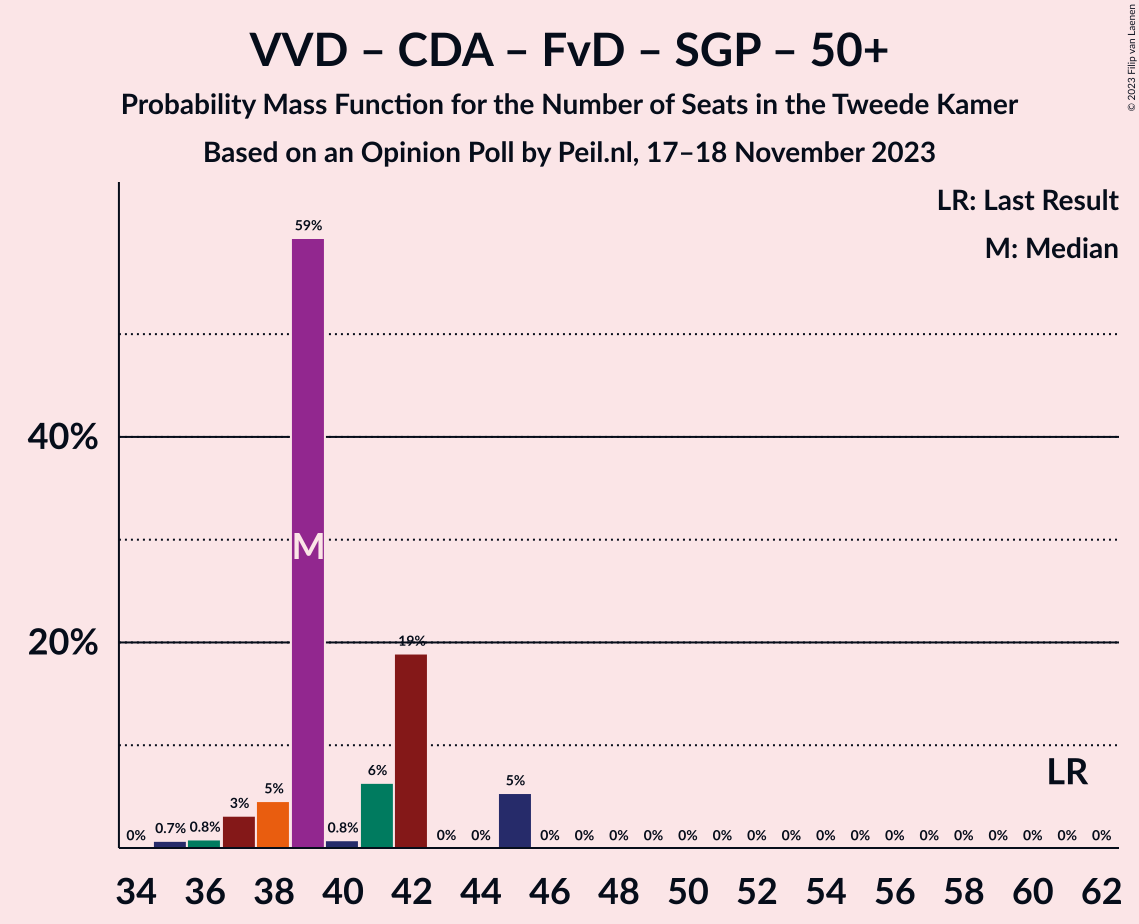 VVD – CDA – FvD – SGP – 50+
Probability Mass Function for the Number of Seats in the Tweede Kamer
Based on an Opinion Poll by Peil.nl, 17–18 November 2023
© 2023 Filip van Laenen
LR: Last Result
M: Median
59%
40%
M
20%
19%
LR
6%
5%
5%
3%
0% 0.7% 0.8% 0.8% 0% 0% 0% 0% 0% 0% 0% 0% 0% 0% 0% 0% 0% 0% 0% 0% 0% 0% 0%
34 36 38 40 42 44 46 48 50 52 54 56 58 60 62